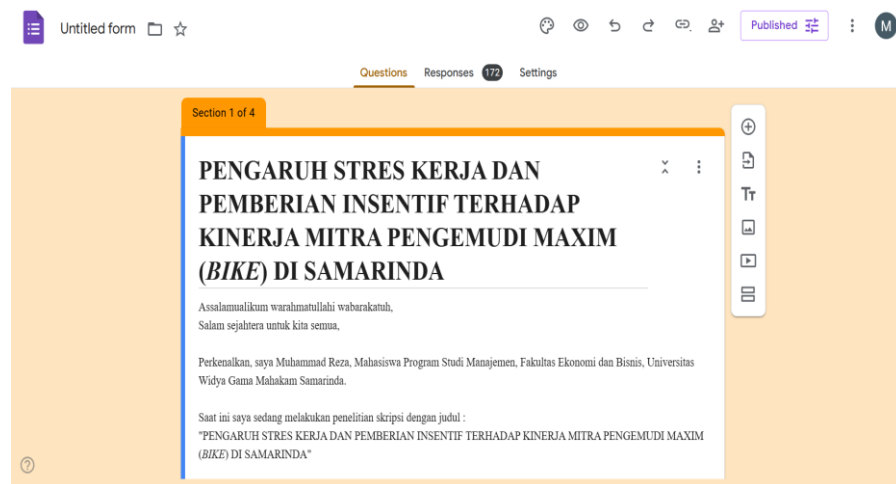 Untitled form
Published
M
Questions Responses 172 Settings
Section 1 of 4
PENGARUH STRES KERJA DAN
PEMBERIAN INSENTIF TERHADAP
KINERJA MITRA PENGEMUDI MAXIM
(BIKE) DI SAMARINDA
Assalamualikum warahmatullahi wabarakatuh,
Salam sejahtera untuk kita semua,
Perkenalkan, saya Muhammad Reza, Mahasiswa Program Studi Manajemen, Fakultas Ekonomi dan Bisnis, Universitas
Widya Gama Mahakam Samarinda.
Saat ini saya sedang melakukan penelitian skripsi dengan judul :
"PENGARUH STRES KERJA DAN PEMBERIAN INSENTIF TERHADAP KINERJA MITRA PENGEMUDI MAXIM
(BIKE) DI SAMARINDA"